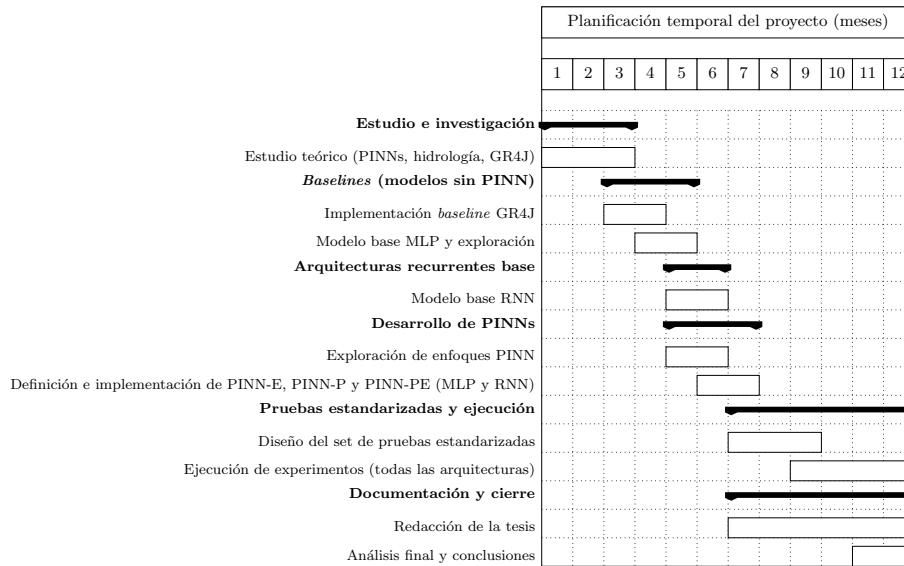 Planificación temporal del proyecto (meses)
1 2 3 4 5 6 7 8 9 10 11 12
Estudio e investigación
Estudio teórico (PINNs, hidrología, GR4J)
Baselines (modelos sin PINN)
Implementación baseline GR4J
Modelo base MLP y exploración
Arquitecturas recurrentes base
Modelo base RNN
Desarrollo de PINNs
Exploración de enfoques PINN
Definición e implementación de PINN-E, PINN-P y PINN-PE (MLP y RNN)
Pruebas estandarizadas y ejecución
Diseño del set de pruebas estandarizadas
Ejecución de experimentos (todas las arquitecturas)
Documentación y cierre
Redacción de la tesis
Análisis final y conclusiones